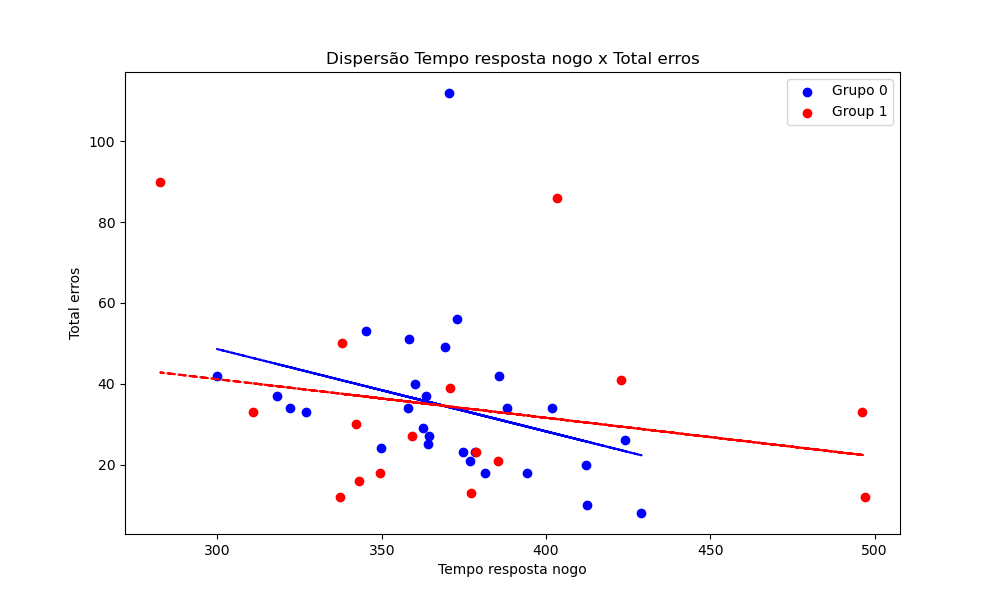 Dispersão Tempo resposta nogo x Total erros
Grupo 0
Group 1
Total erros
100
80
60
40
20
300
350
400
450
500
Tempo resposta nogo